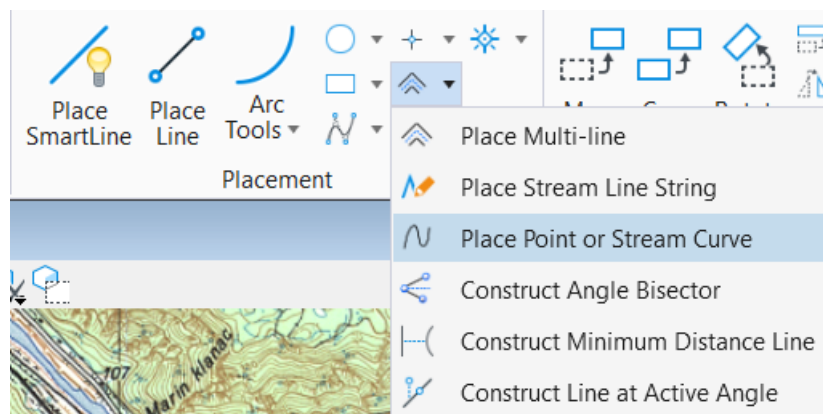 Place
SmartLine
Place
Line
Arc
Tools
Placement
Place Multi-line
Place Stream Line String
Place Point or Stream Curve
Construct Angle Bisector
Construct Minimum Distance Line
Construct Line at Active Angle
107
Marin klanac